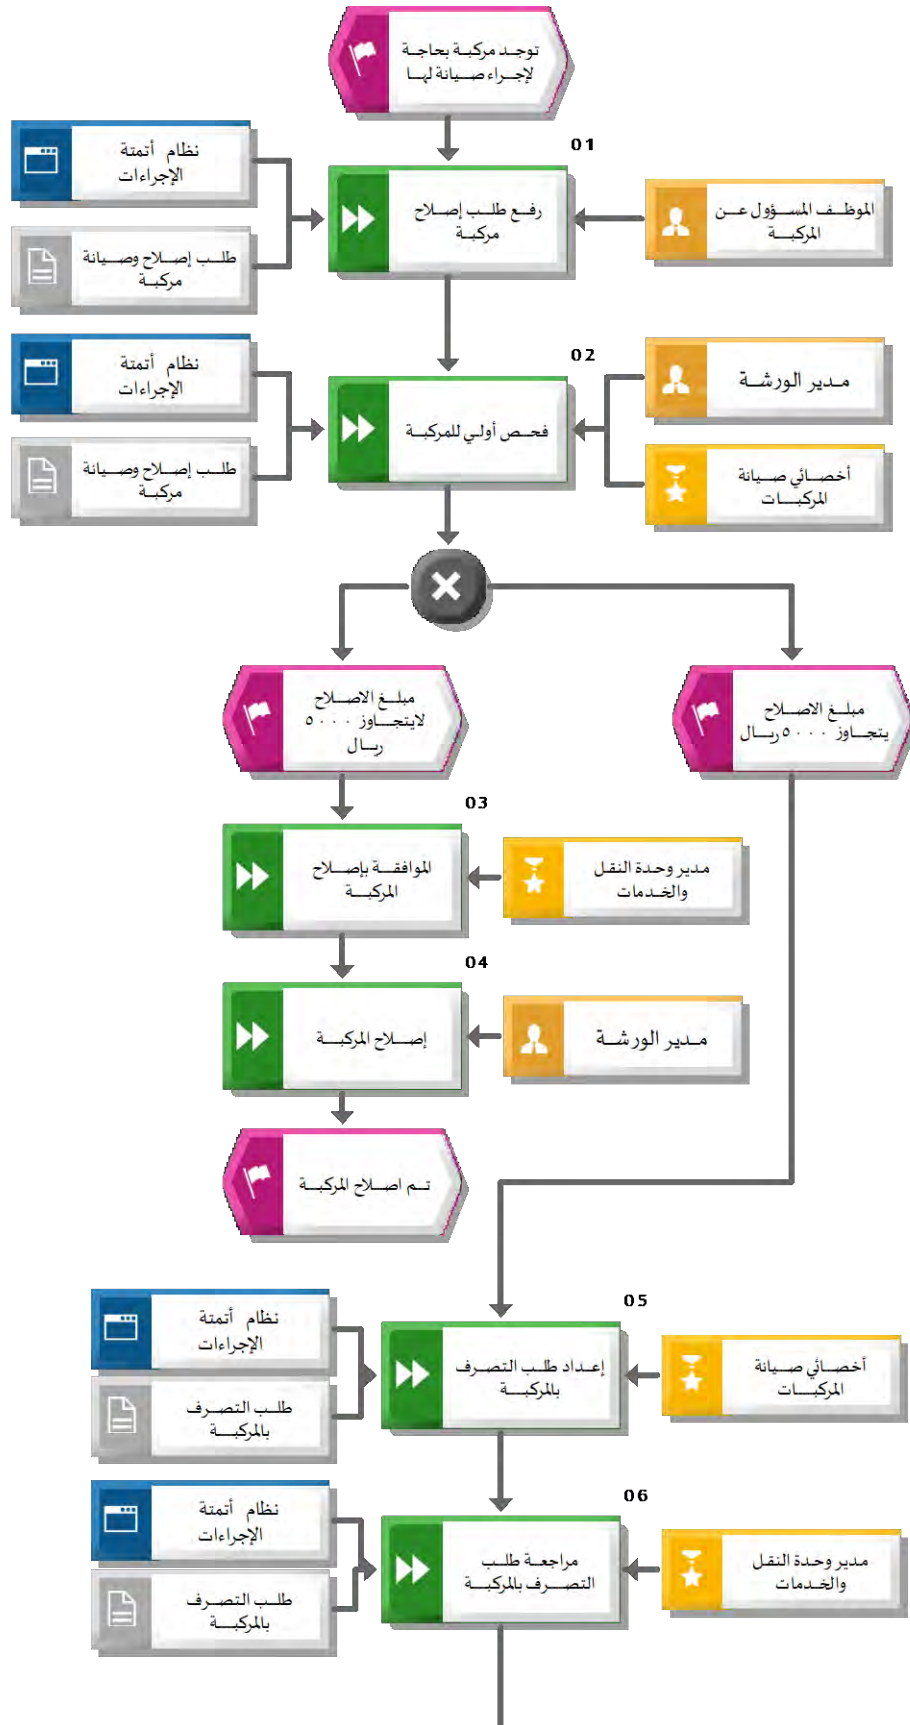 توجد مركبة بحاجة
لإجراء صيانة لها
01
نظام أتمتة
الإجراءات
رفع طلب إصلاح
مركبة
الموظف المسؤول عن
المركبة
طلب إصلاح وصيانة
مركبة
02
نظام أتمتة
الإجراءات
مدير الورشة
فحص أولي للمركبة
طلب إصلاح وصيانة
مركبة
أخصائي صيانة
المركبات
مبلغ الاصلاح
يتجاوز ٥٠٠٠ ريال
مبلغ الاصلاح
لايتجاوز ٥٠٠٠
ريال
03
الموافقة بإصلاح
المركبة
مدير وحدة النقل
والخدمات
04
إصلاح المركبة
مدير الورشة
تم اصلاح المركبة
05
نظام أتمتة
الإجراءات
إعداد طلب التصرف
بالمركبة
أخصائي صيانة
المركبات
طلب التصرف
بالمركبة
06
نظام أتمتة
الإجراءات
مراجعة طلب
التصرف بالمركبة
مدير وحدة النقل
والخدمات
طلب التصرف
بالمركبة